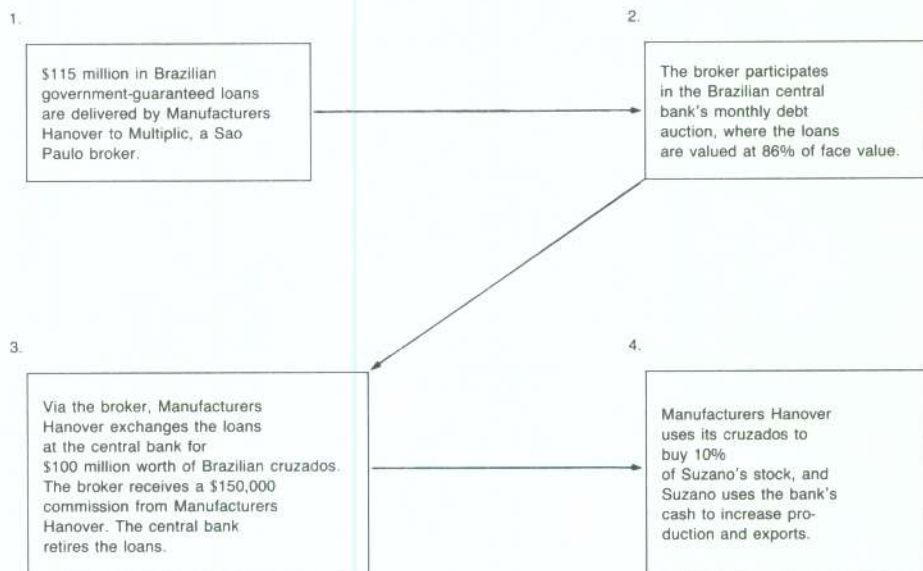 1.
$115 million in Brazilian
government-guaranteed loans
are delivered by Manufacturers
Hanover to Multiplic, a Sao
Paulo broker.
2.
The broker participates
in the Brazilian central
bank's monthly debt
auction, where the loans
are valued at 86% of face value.
3.
Via the broker, Manufacturers
Hanover exchanges the loans
at the central bank for
$100 million worth of Brazilian cruzados.
The broker receives a $150,000
commission from Manufacturers
Hanover. The central bank
retires the loans.
4.
Manufacturers Hanover
uses its cruzados to
buy 10%
of Suzano's stock, and
Suzano uses the bank's
cash to increase pro-
duction and exports.